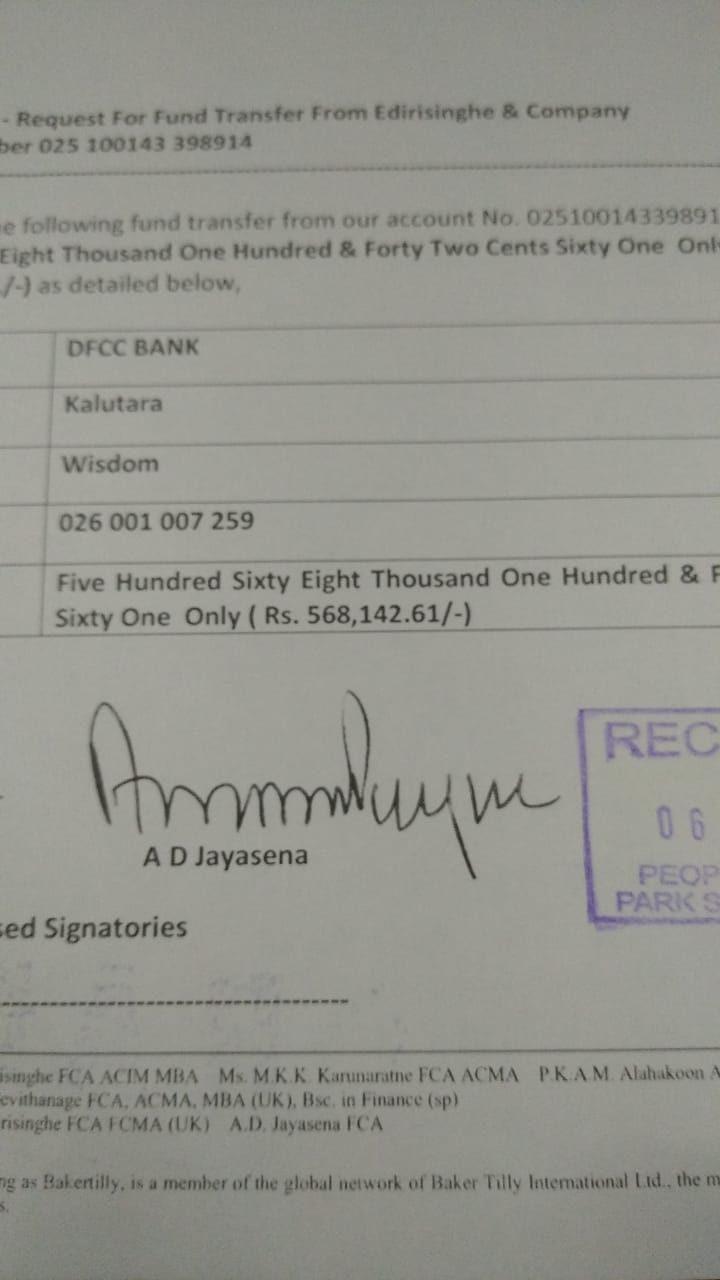 - Request For Fund Transfer From Edirisinghe & Company
ber 025 100143 398914
e following fund transfer from our account No. 02510014339891
Eight Thousand One Hundred & Forty Two Cents Sixty One Only
/-) as detailed below,
DFCC BANK
Kalutara
Wisdom
026 001 007 259
Five Hundred Sixty Eight Thousand One Hundred & F
Sixty One Only ( Rs. 568,142.61/-)
REC
06
PEOP
PARK S
A D Jayasena
sed Signatories
isinghe FCA ACIM MBA Ms. M.K.K. Karunaratne FCA ACMA P.K.A.M. Alahakoon A
evithanage FCA, ACMA, MBA (UK), Bsc. in Finance (sp)
risinghe FCA FCMA (UK) A.D. Jayasena FCA
ng as Bakertilly, is a member of the global network of Baker Tilly International Ltd., the m
s.